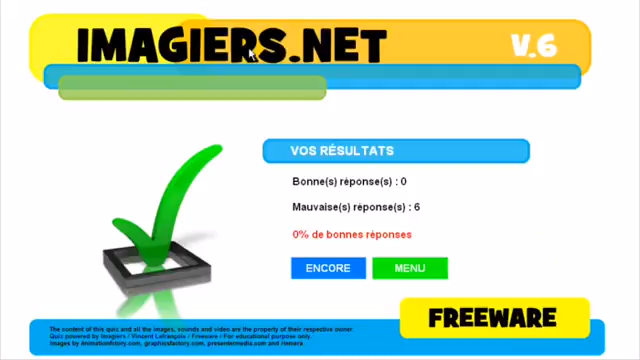 IMAGIERS.NET
V.6
VOS RÉSULTATS
Bonne(s) réponse(s) : 0
Mauvaise(s) réponse(s) : 6
0% de bonnes réponses
ENCORE
MENU
FREEWARE
The content of this quiz and all the images, sounds and video are the property of their respective owner.
Quiz powered by Imagiers / Vincent Lefrançois / Freeware / For educational purpose only.
Images by Animationfactory.com, graphicsfactory.com, presentermedia.com and